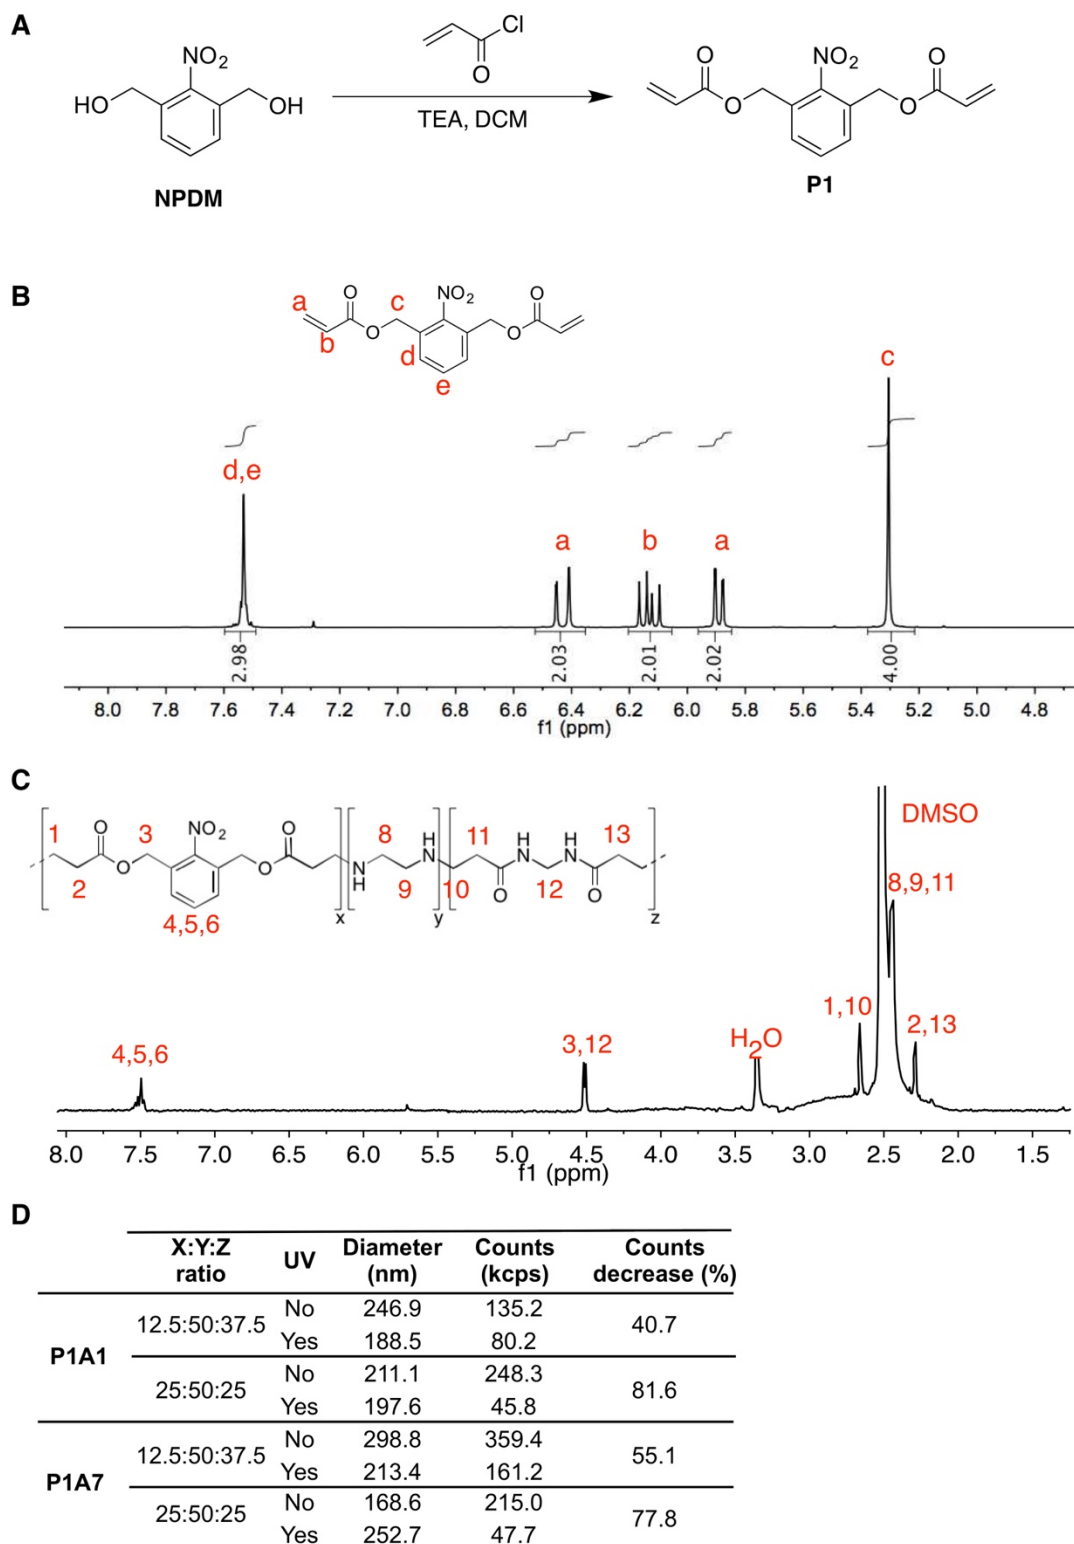 A
Cl
O
NO2
HO
OH
TEA, DCM
NPDM
O
NO2
O
O
O
P1
B
a
b
O
O
c
NO2
d
e
O
O
c
d,e
a
b
a
2.98
2.03
2.01
2.02
4.00
8.0 7.8 7.6 7.4 7.2 7.0 6.8 6.6 6.4 6.2 6.0 5.8 5.6 5.4 5.2 5.0 4.8
f1 (ppm)
C
1
2
O
O
3
NO2
4,5,6
O
O
x
N
H
8
9
H
N
y
10
11
O
H
N
12
H
N
O
13
z
DMSO
8,9,11
1,10
2,13
H2O
3,12
4,5,6
8.0 7.5 7.0 6.5 6.0 5.5 5.0 4.5 4.0 3.5 3.0 2.5 2.0 1.5
f1 (ppm)
D
X:Y:Z ratio UV Diameter (nm) Counts (kcps) Counts decrease (%)
P1A1
12.5:50:37.5 No 246.9 135.2 40.7
Yes 188.5 80.2
25:50:25 No 211.1 248.3 81.6
Yes 197.6 45.8
P1A7
12.5:50:37.5 No 298.8 359.4 55.1
Yes 213.4 161.2
25:50:25 No 168.6 215.0 77.8
Yes 252.7 47.7